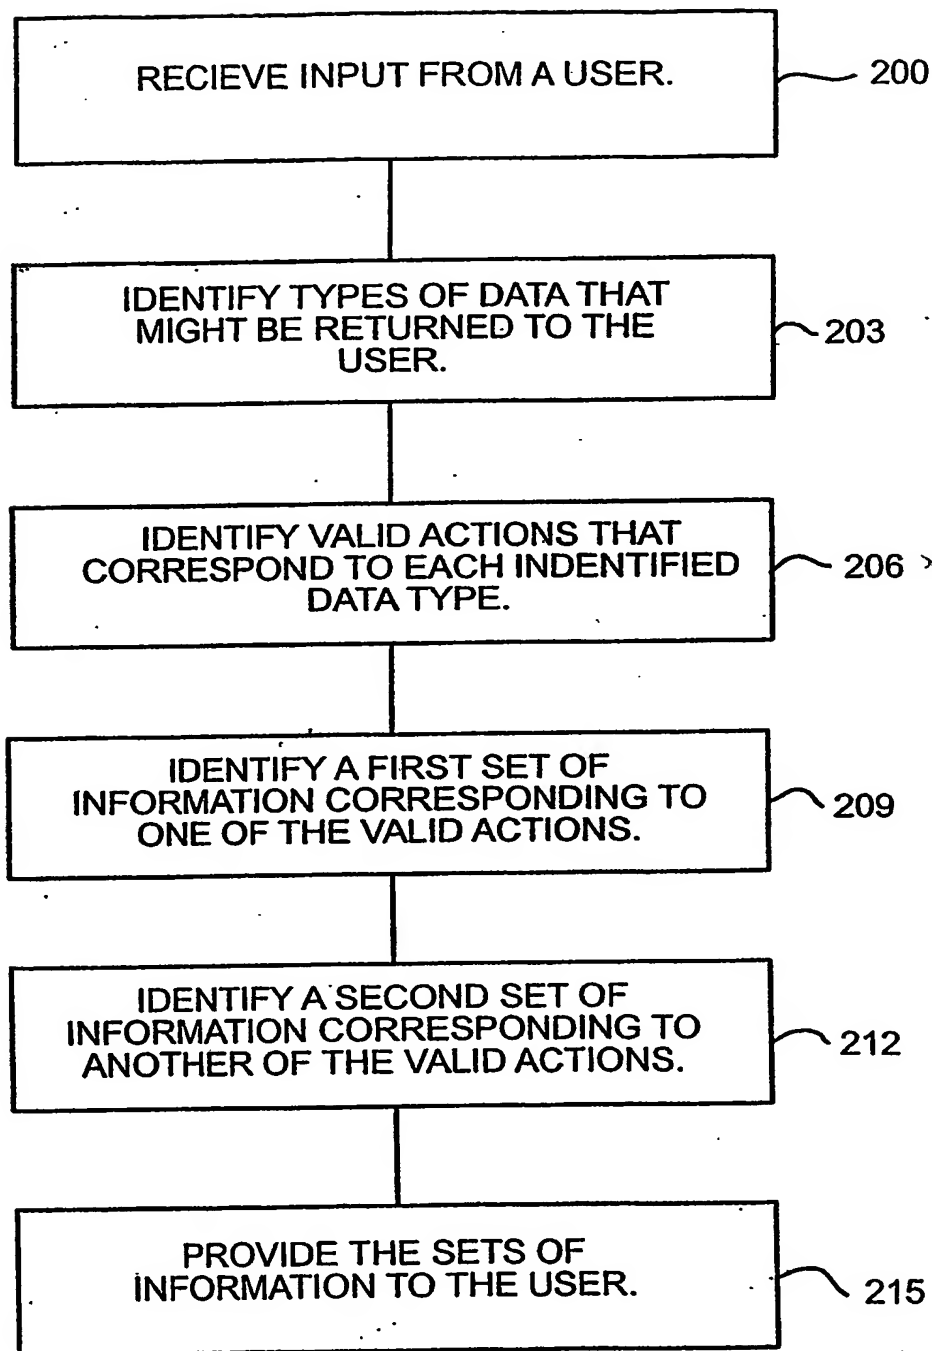 RECIEVE INPUT FROM A USER.
200
IDENTIFY TYPES OF DATA THAT
MIGHT BE RETURNED TO THE
USER.
203
IDENTIFY VALID ACTIONS THAT
CORRESPOND TO EACH INDENTIFIED
DATA TYPE.
206
IDENTIFY A FIRST SET OF
INFORMATION CORRESPONDING TO
ONE OF THE VALID ACTIONS.
209
IDENTIFY A SECOND SET OF
INFORMATION CORRESPONDING TO
ANOTHER OF THE VALID ACTIONS.
212
PROVIDE THE SETS OF
INFORMATION TO THE USER.
215